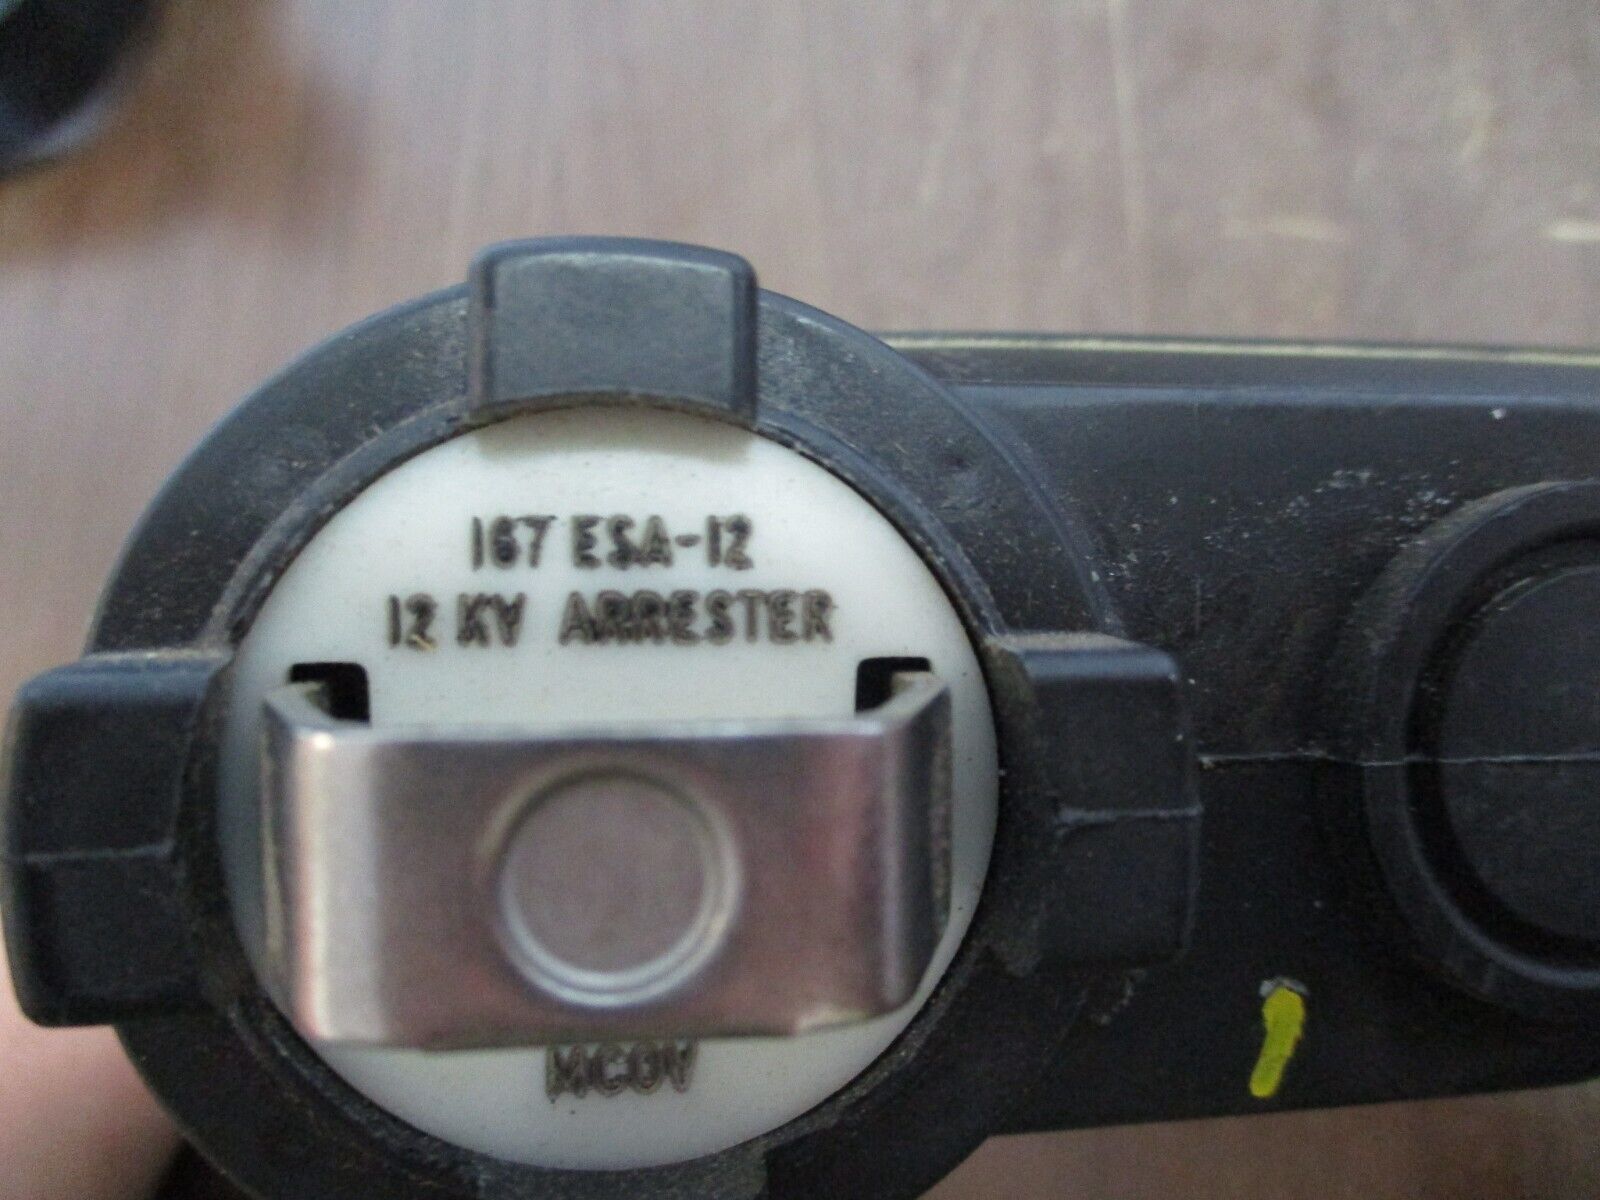 167 ESA-12
12 KV ARRESTER
MCOV